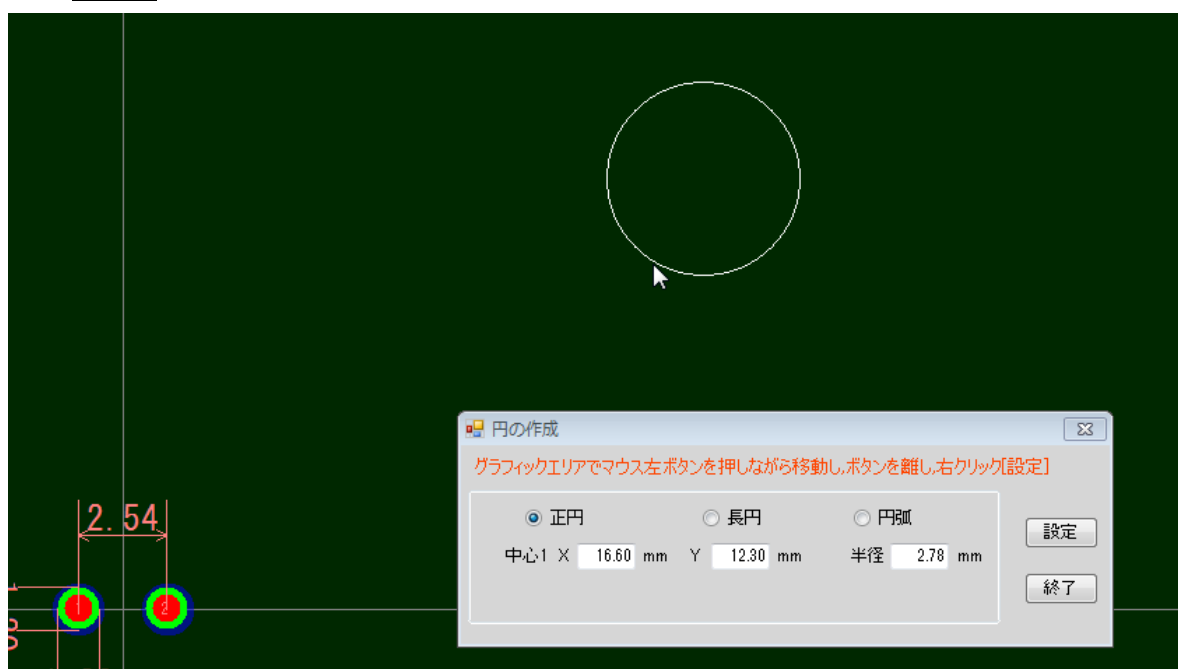 2.54
1
2
円の作成
グラフィックエリアでマウス左ボタンを押しながら移動し,ボタンを離し,右クリック[設定]
正円 長円 円弧
設定
中心1 X 16.60 mm Y 12.30 mm 半径 2.78 mm
終了